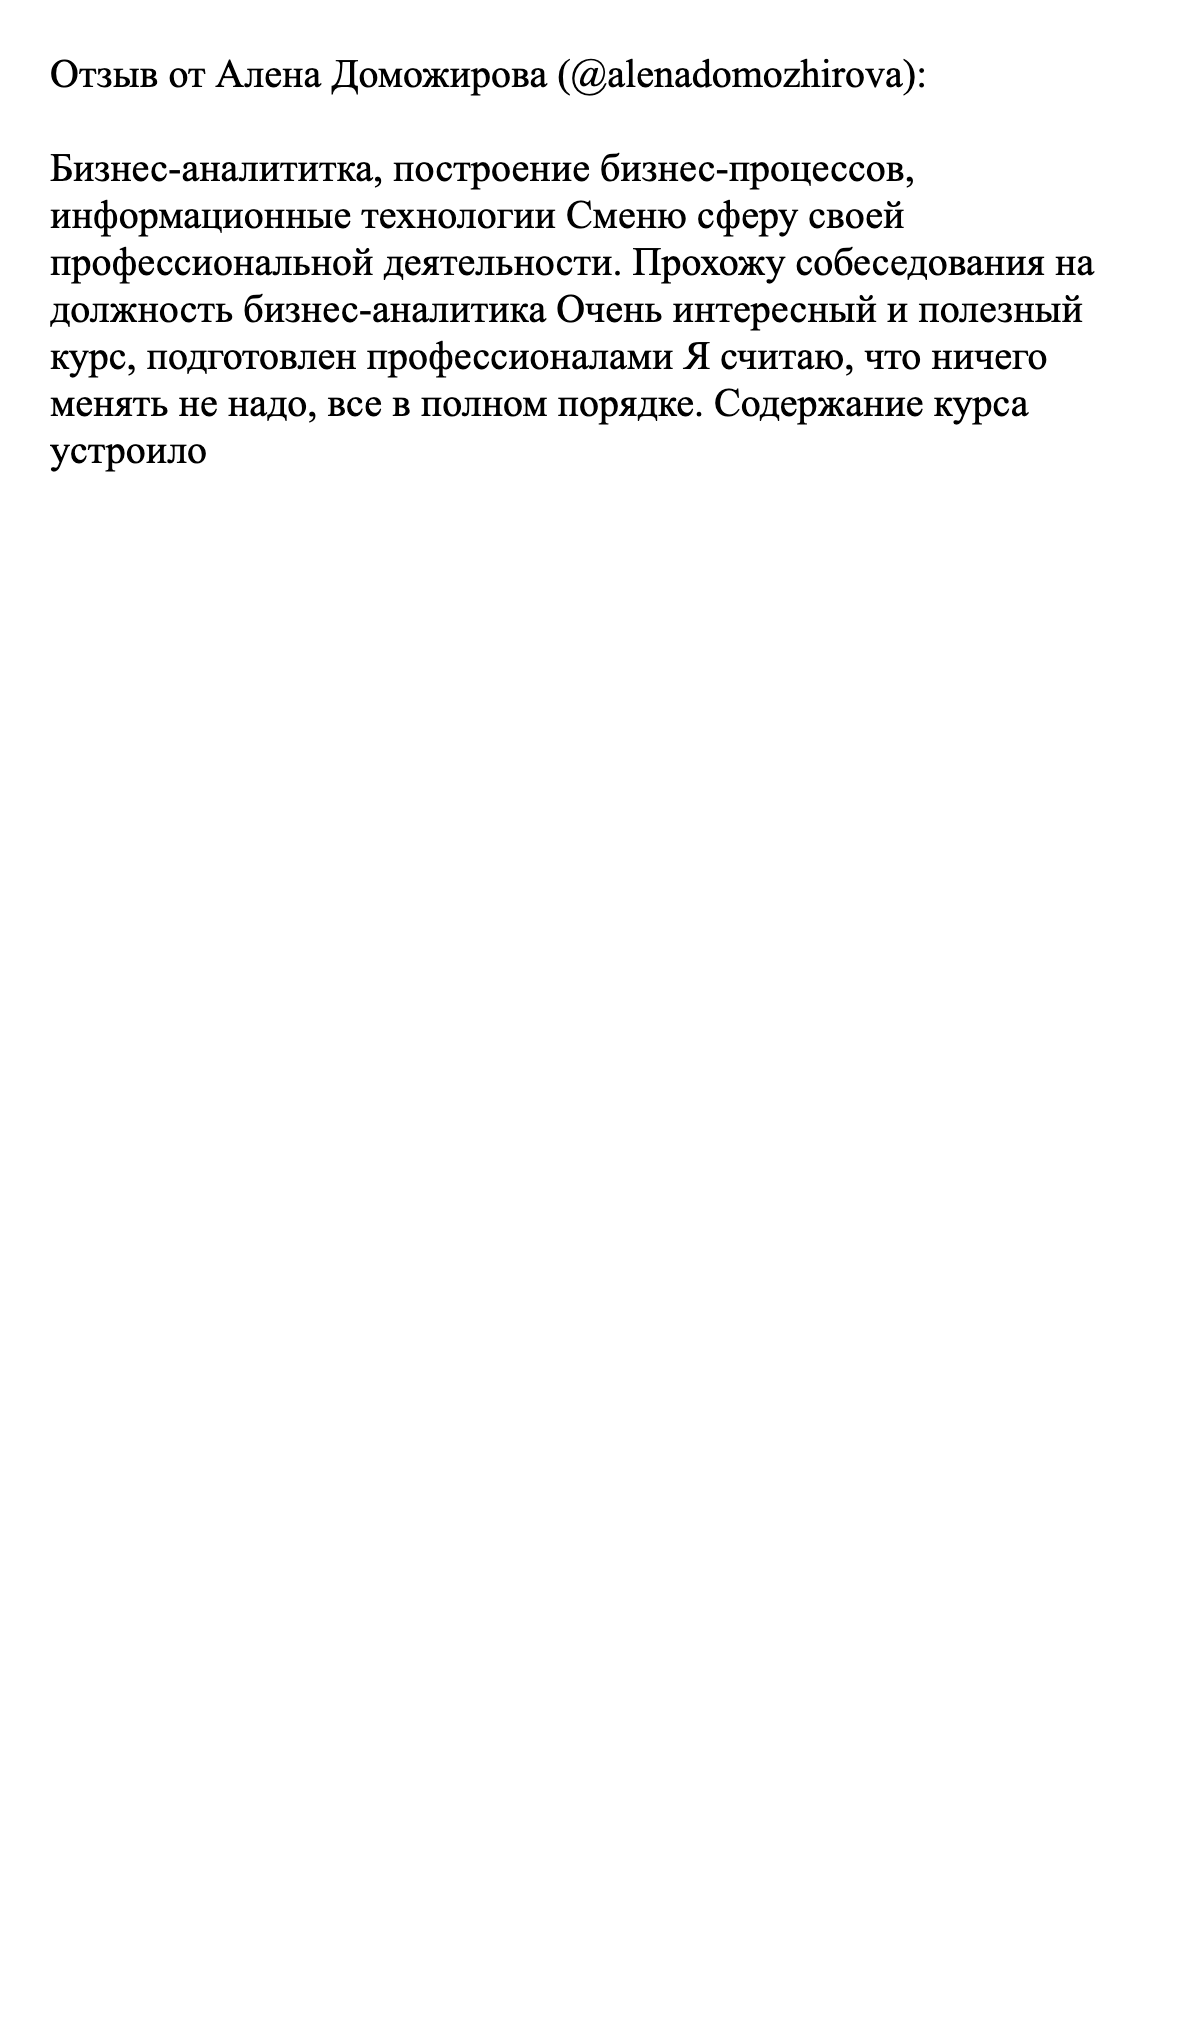 Отзыв от Алена Доможирова (@alenadomozhirova):
Бизнес-аналититка, построение бизнес-процессов,
информационные технологии Сменю сферу своей
профессиональной деятельности. Прохожу собеседования на
должность бизнес-аналитика Очень интересный и полезный
курс, подготовлен профессионалами Я считаю, что ничего
менять не надо, все в полном порядке. Содержание курса
устроило